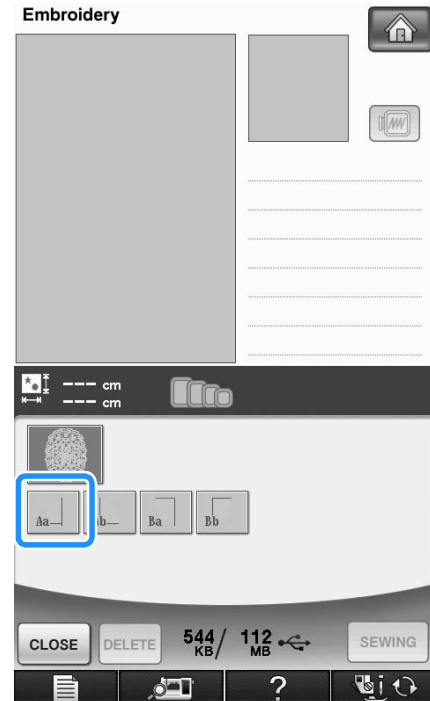 Embroidery
--- cm
--- cm
Aa
b
Ba
Bb
CLOSE
DELETE
544 KB/
112 MB
SEWING
?
i